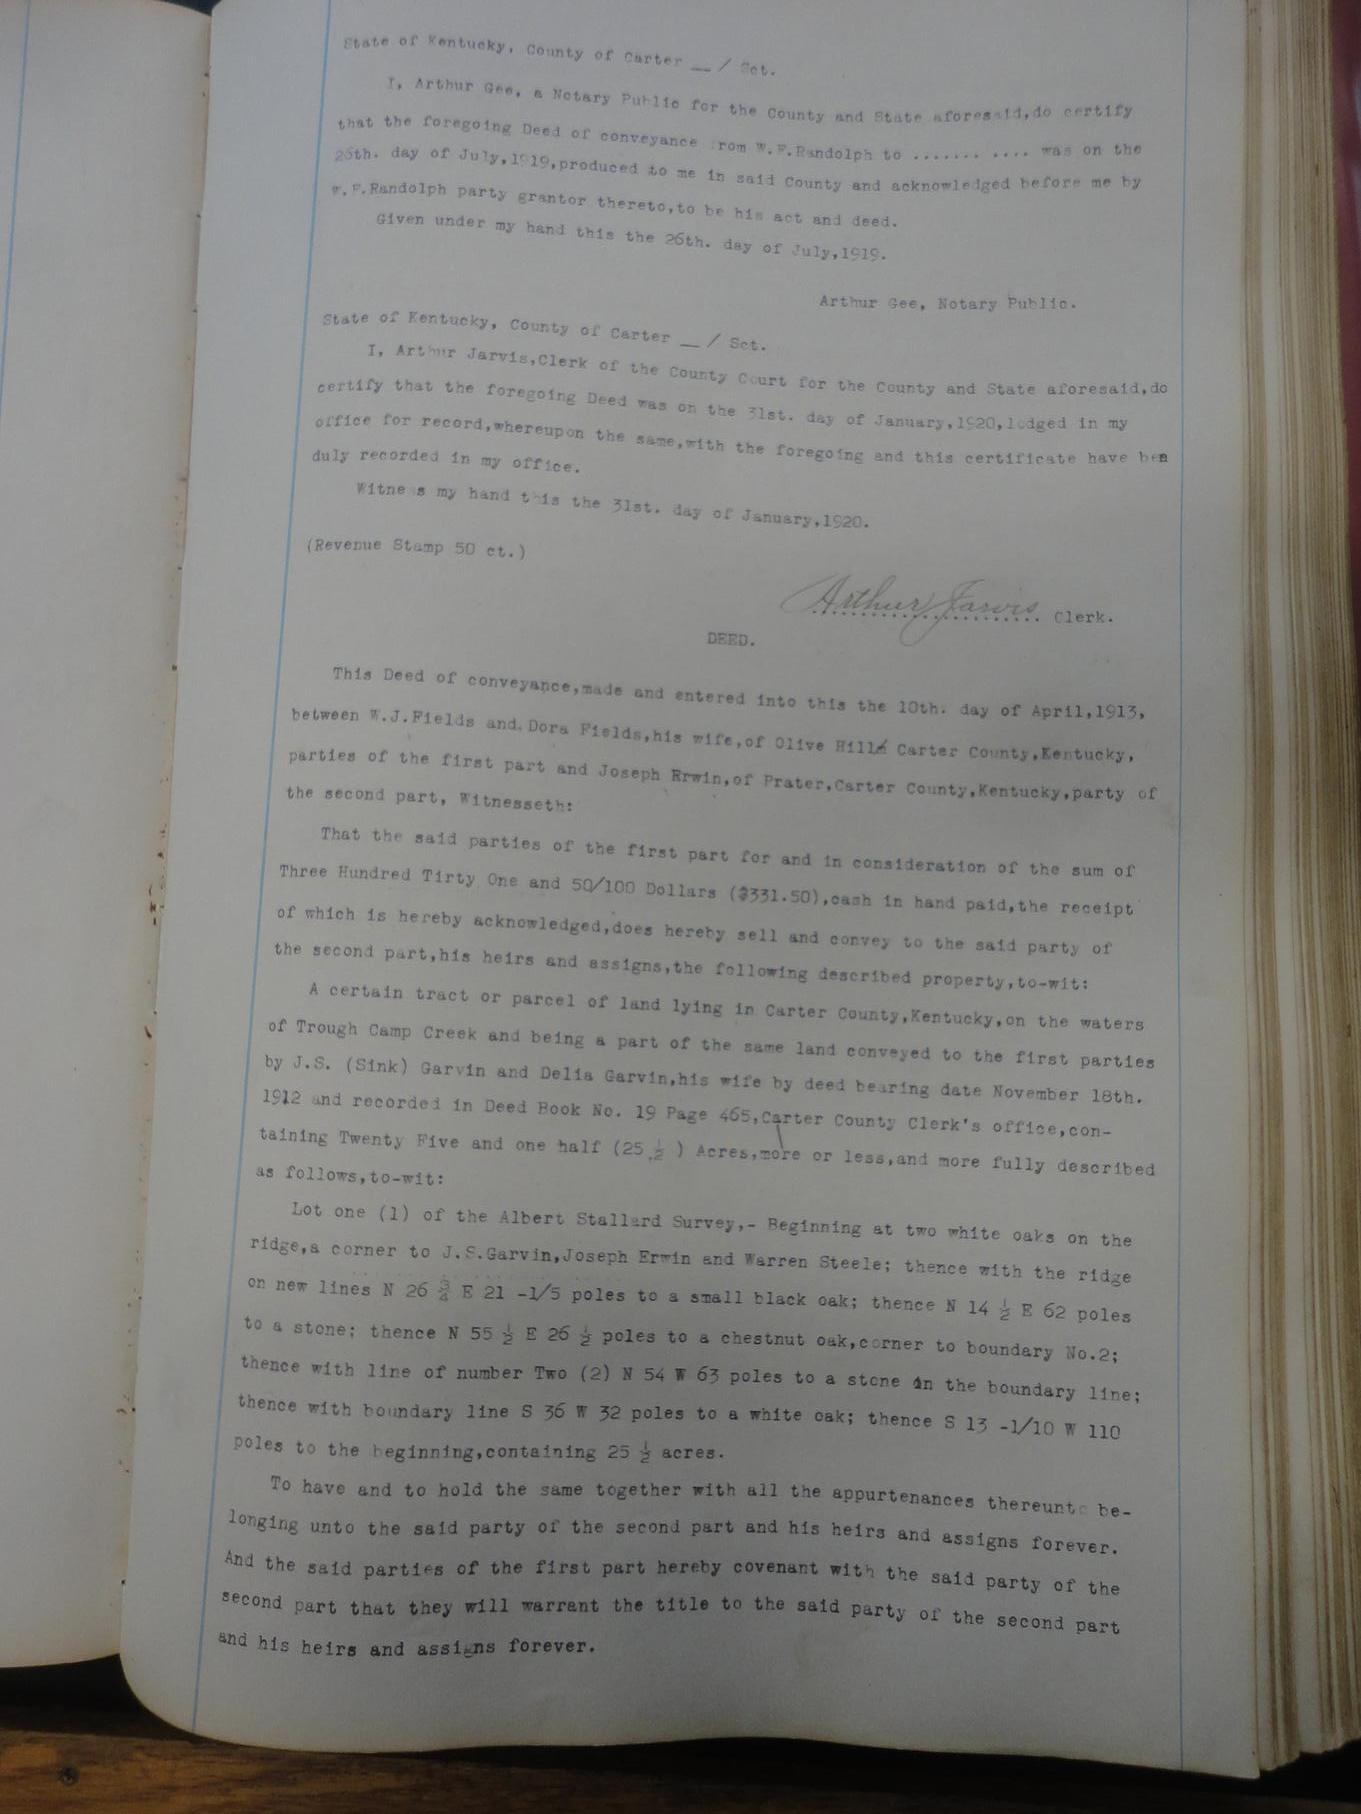 State of Kentucky, County of Carter __ / Sct.
I, Arthur Gee, a Notary Public for the County and State aforesaid,do certify
that the foregoing Deed of conveyance rom W.F.Randolph to ....... .... was on the
26th. day of July,1919,produced to me in said County and acknowledged before me by
W.F.Randolph party grantor thereto,to be his act and deed.
Given under my hand this the 26th. day of July,1919.
Arthur Gee, Notary Public.
State of Kentucky, County of Carter __ / Sct.
I, Arthur Jarvis,Clerk of the County Court for the County and State aforesaid,do
certify that the foregoing Deed was on the 31st. day of January,1920,lodged in my
office for record,whereupon the same,with the foregoing and this certificate have ben
duly recorded in my office.
Witness my hand this the 31st. day of January,1920.
(Revenue Stamp 50 ct.)
Arthur Jarvis Clerk.
DEED.
This Deed of conveyance,made and entered into this the 10th. day of April,1913,
between W.J.Fields and Dora Fields,his wife,of Olive Hill Carter County,Kentucky,
parties of the first part and Joseph Erwin,of Prater,Carter County,Kentucky,party of
the second part, Witnesseth:
That the said parties of the first part for and in consideration of the sum of
Three Hundred Tirty One and 50/100 Dollars ($331.50),cash in hand paid,the receipt
of which is hereby acknowledged,does hereby sell and convey to the said party of
the second part,his heirs and assigns,the following described property,to-wit:
A certain tract or parcel of land lying in Carter County,Kentucky,on the waters
of Trough Camp Creek and being a part of the same land conveyed to the first parties
by J.S. (Sink) Garvin and Delia Garvin,his wife by deed bearing date November 18th.
1912 and recorded in Deed Book No. 19 Page 465,Carter County Clerk's office,con-
taining Twenty Five and one half (25 ½ ) Acres,more or less,and more fully described
as follows,to-wit:
Lot one (1) of the Albert Stallard Survey,- Beginning at two white oaks on the
ridge,a corner to J.S.Garvin,Joseph Erwin and Warren Steele; thence with the ridge
on new lines N 26 ¾ E 21 -1/5 poles to a small black oak; thence N 14 ½ E 62 poles
to a stone; thence N 55 ½ E 26 ½ poles to a chestnut oak,corner to boundary No.2;
thence with line of number Two (2) N 54 W 63 poles to a stone in the boundary line;
thence with boundary line S 36 W 32 poles to a white oak; thence S 13 -1/10 W 110
poles to the beginning,containing 25 ½ acres.
To have and to hold the same together with all the appurtenances thereunto be-
longing unto the said party of the second part and his heirs and assigns forever.
And the said parties of the first part hereby covenant with the said party of the
second part that they will warrant the title to the said party of the second part
and his heirs and assigns forever.